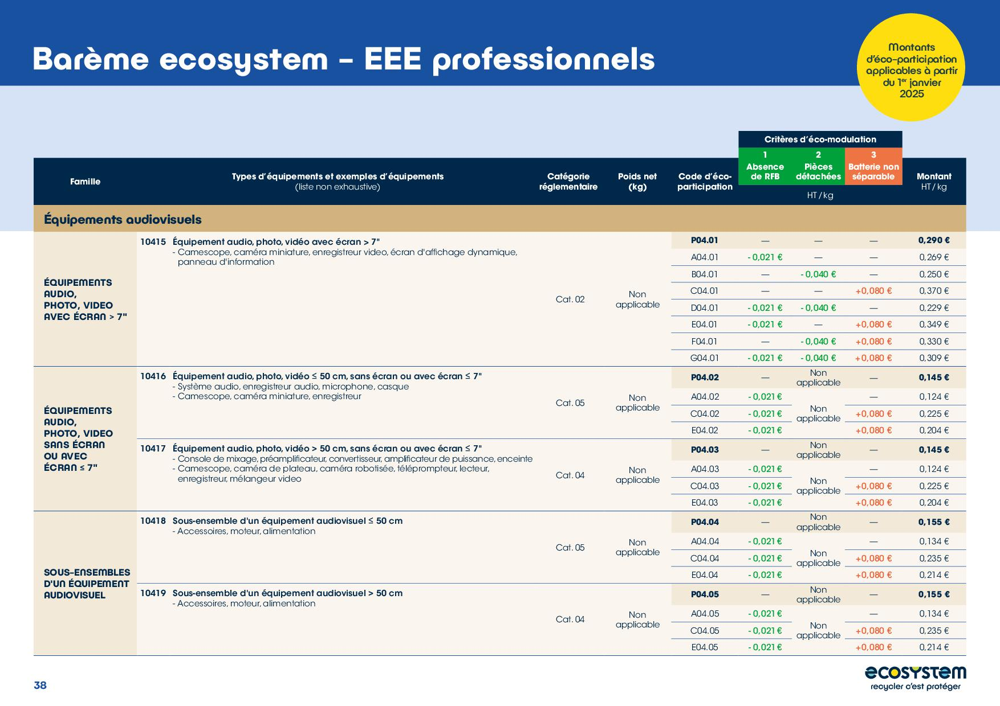 Barème ecosystem – EEE professionnels
Montants
d'éco-participation
applicables à partir
du 1er janvier
2025
Critères d'éco-modulation
Famille
Types d'équipements et exemples d'équipements
(liste non exhaustive)
Catégorie
réglementaire
Poids net
(kg)
Code d'éco-
participation
1
Absence
de RFB
2
Pièces
détachées
3
Batterie non
séparable
HT / kg
Montant
HT / kg
Équipements audiovisuels
ÉQUIPEMENTS
AUDIO,
PHOTO, VIDEO
AVEC ÉCRAN > 7"
10415 Équipement audio, photo, vidéo avec écran > 7"
- Camescope, caméra miniature, enregistreur video, écran d'affichage dynamique,
panneau d'information
Cat. 02
Non
applicable
P04.01 — — — 0,290 €
A04.01 - 0,021 € — — 0,269 €
B04.01 — - 0,040 € — 0,250 €
C04.01 — — +0,080 € 0,370 €
D04.01 - 0,021 € - 0,040 € — 0,229 €
E04.01 - 0,021 € — +0,080 € 0,349 €
F04.01 — - 0,040 € +0,080 € 0,330 €
G04.01 - 0,021 € - 0,040 € +0,080 € 0,309 €
ÉQUIPEMENTS
AUDIO,
PHOTO, VIDEO
SANS ÉCRAN
OU AVEC
ÉCRAN ≤ 7"
10416 Équipement audio, photo, vidéo ≤ 50 cm, sans écran ou avec écran ≤ 7"
- Système audio, enregistreur audio, microphone, casque
- Camescope, caméra miniature, enregistreur
Cat. 05
Non
applicable
P04.02 — Non applicable — 0,145 €
A04.02 - 0,021 € — 0,124 €
Non
applicable
C04.02 - 0,021 € +0,080 € 0,225 €
E04.02 - 0,021 € +0,080 € 0,204 €
10417 Équipement audio, photo, vidéo > 50 cm, sans écran ou avec écran ≤ 7"
- Console de mixage, préamplificateur, convertisseur, amplificateur de puissance, enceinte
- Camescope, caméra de plateau, caméra robotisée, téléprompteur, lecteur,
enregistreur, mélangeur video
Cat. 04
Non
applicable
P04.03 — Non applicable — 0,145 €
A04.03 - 0,021 € — 0,124 €
Non
applicable
C04.03 - 0,021 € +0,080 € 0,225 €
E04.03 - 0,021 € +0,080 € 0,204 €
SOUS-ENSEMBLES
D'UN ÉQUIPEMENT
AUDIOVISUEL
10418 Sous-ensemble d'un équipement audiovisuel ≤ 50 cm
- Accessoires, moteur, alimentation
Cat. 05
Non
applicable
P04.04 — Non applicable — 0,155 €
A04.04 - 0,021 € — 0,134 €
Non
applicable
C04.04 - 0,021 € +0,080 € 0,235 €
E04.04 - 0,021 € +0,080 € 0,214 €
10419 Sous-ensemble d'un équipement audiovisuel > 50 cm
- Accessoires, moteur, alimentation
Cat. 04
Non
applicable
P04.05 — Non applicable — 0,155 €
A04.05 - 0,021 € — 0,134 €
Non
applicable
C04.05 - 0,021 € +0,080 € 0,235 €
E04.05 - 0,021 € +0,080 € 0,214 €
38
ecosystem
recycler c'est protéger